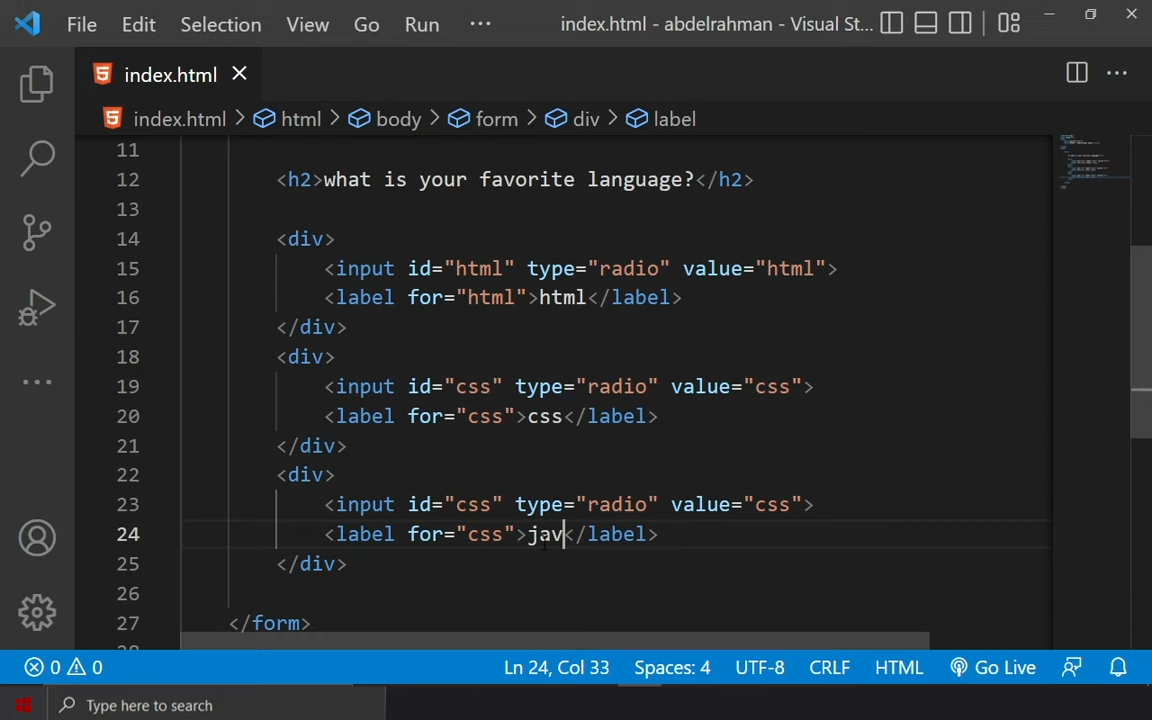 File Edit Selection View Go Run ··· index.html - abdelrahman - Visual St...
index.html
index.html > html > body > form > div > label
11
12 <h2>what is your favorite language?</h2>
13
14 <div>
15 <input id="html" type="radio" value="html">
16 <label for="html">html</label>
17 </div>
18 <div>
19 <input id="css" type="radio" value="css">
20 <label for="css">css</label>
21 </div>
22 <div>
23 <input id="css" type="radio" value="css">
24 <label for="css">jav</label>
25 </div>
26
27 </form>
0 0 Ln 24, Col 33 Spaces: 4 UTF-8 CRLF HTML Go Live
Type here to search